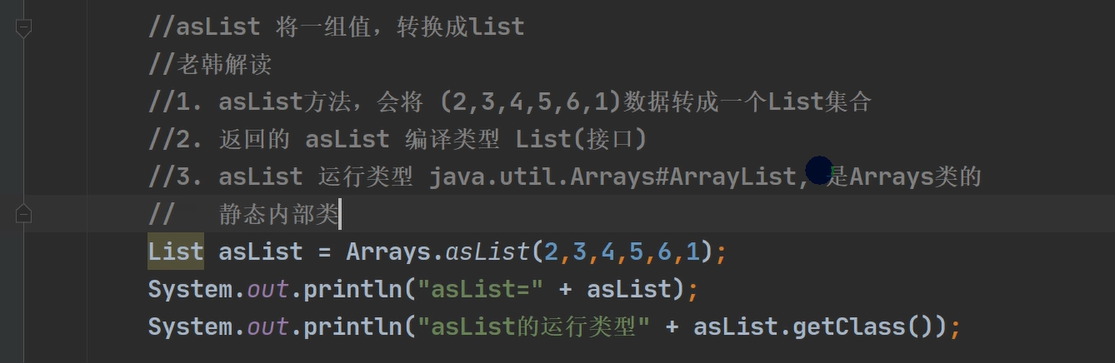 //asList 将一组值，转换成list
//老韩解读
//1. asList方法，会将 (2,3,4,5,6,1)数据转成一个List集合
//2. 返回的 asList 编译类型 List(接口)
//3. asList 运行类型 java.util.Arrays#ArrayList, 是Arrays类的
//   静态内部类
List asList = Arrays.asList(2,3,4,5,6,1);
System.out.println("asList=" + asList);
System.out.println("asList的运行类型" + asList.getClass());